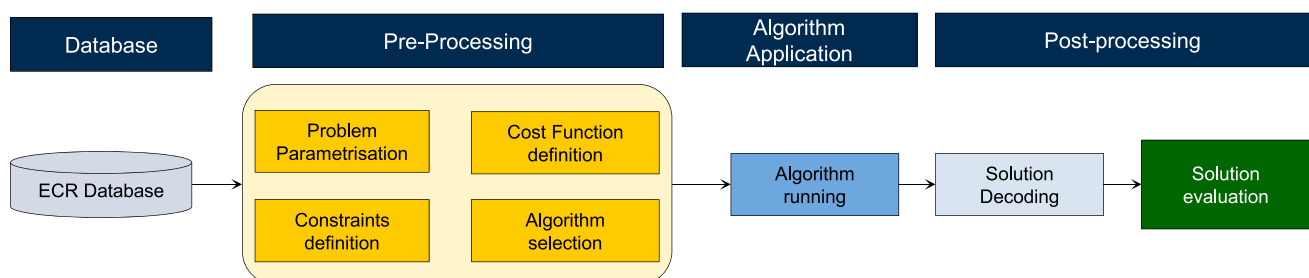 Database
Pre-Processing
Algorithm
Application
Post-processing
ECR Database
Problem
Parametrisation
Cost Function
definition
Constraints
definition
Algorithm
selection
Algorithm
running
Solution
Decoding
Solution
evaluation